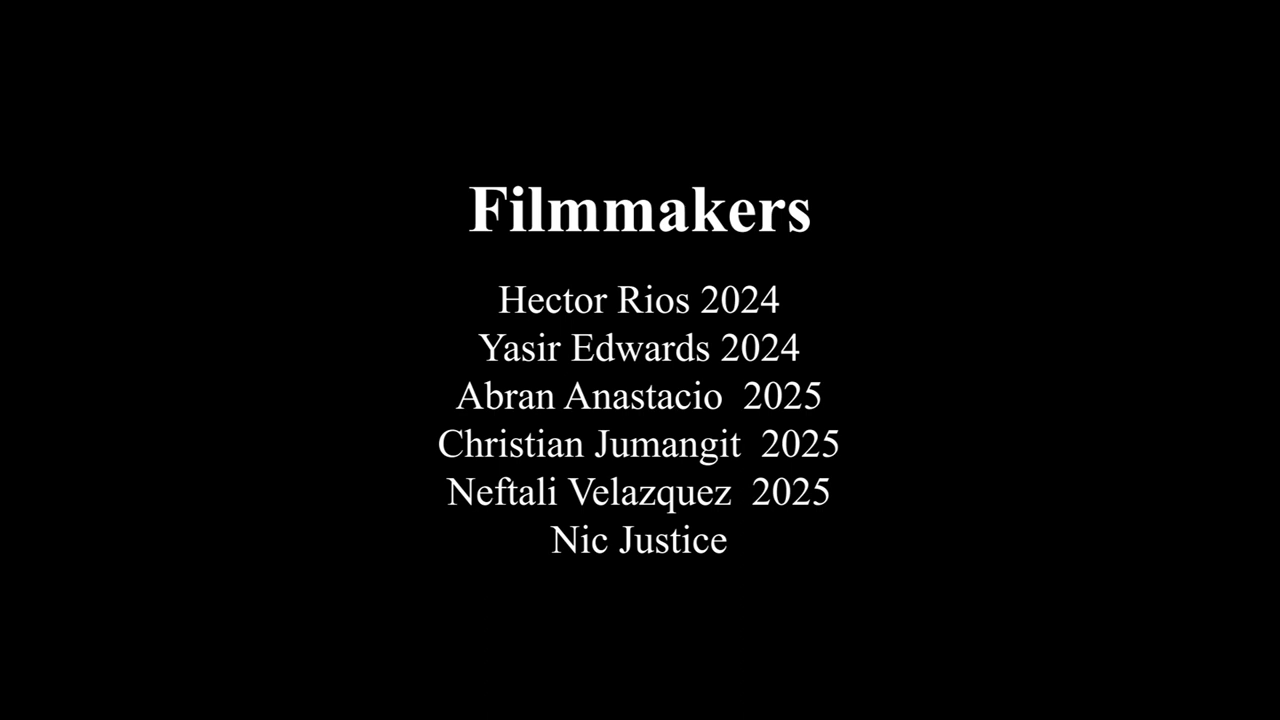 Filmmakers
Hector Rios 2024
Yasir Edwards 2024
Abran Anastacio  2025
Christian Jumangit  2025
Neftali Velazquez  2025
Nic Justice